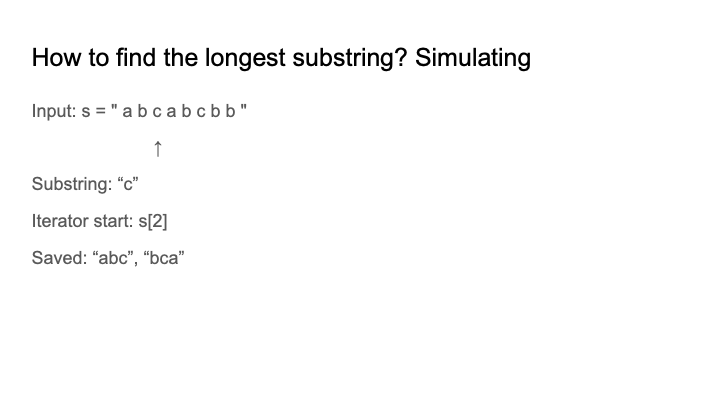 How to find the longest substring? Simulating
Input: s = " a b c a b c b b "
↑
Substring: “c”
Iterator start: s[2]
Saved: “abc”, “bca”